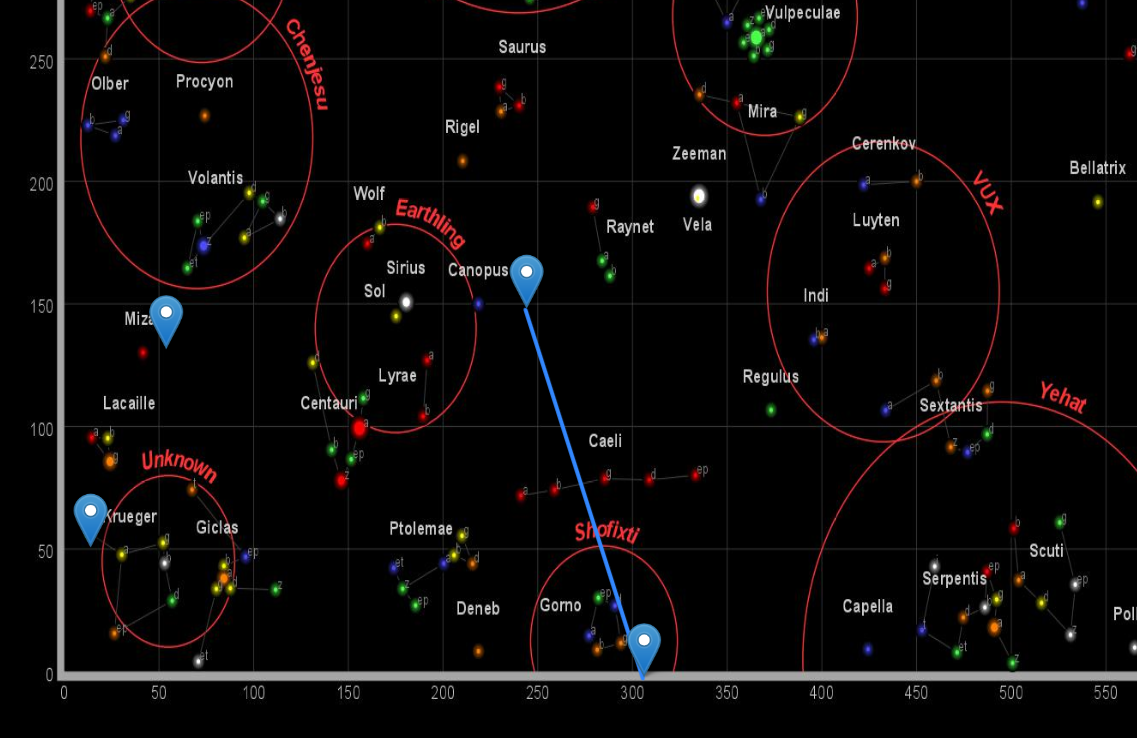 Vulpeculae
Saurus
Chenjesu
250
Olber
Procyon
Mira
Rigel
Cerenkov
Zeeman
Bellatrix
Volantis
200
Wolf
VUX
Earthling
Luyten
Raynet
Vela
Sirius
Canopus
Sol
Indi
150
Miza
Lyrae
Regulus
Yehat
Lacaille
Centauri
Sextantis
100
Caeli
Unknown
Krueger
Giclas
Ptolemae
Shofixti
50
Scuti
Serpentis
Deneb
Gorno
Capella
Poll
0
0 50 100 150 200 250 300 350 400 450 500 550